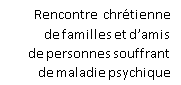 Rencontre chrétienne
de familles et d’amis
de personnes souffrant
de maladie psychique